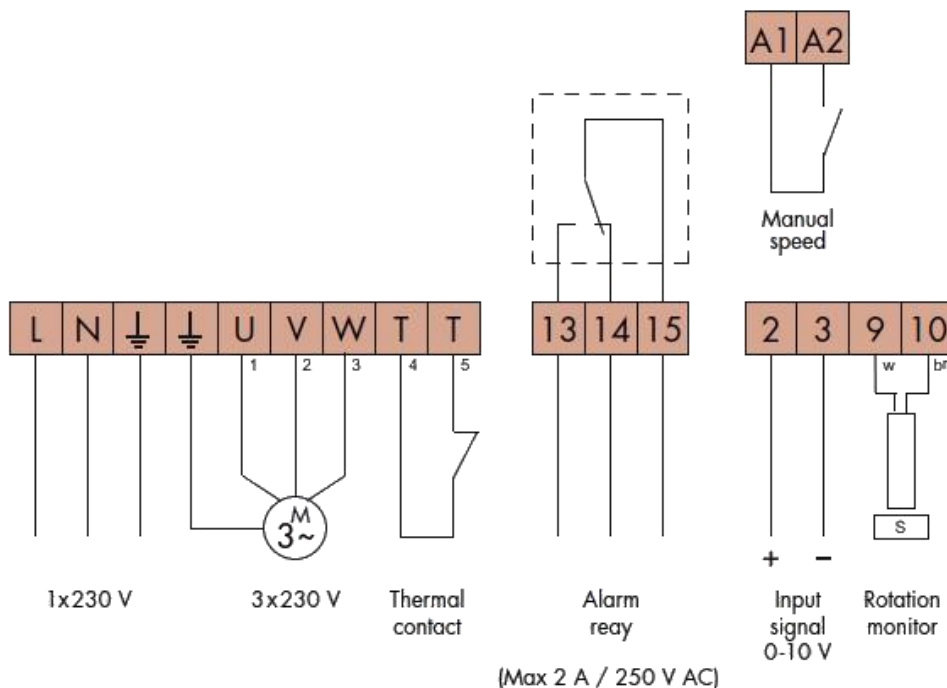 A1 A2
Manual
speed
L N U V W T T
13 14 15
2 3 9 10
1 2 3 4 5
w br
M
3~
S
+ −
1x230 V
3x230 V
Thermal
contact
Alarm
reay
(Max 2 A / 250 V AC)
Input
signal
0-10 V
Rotation
monitor